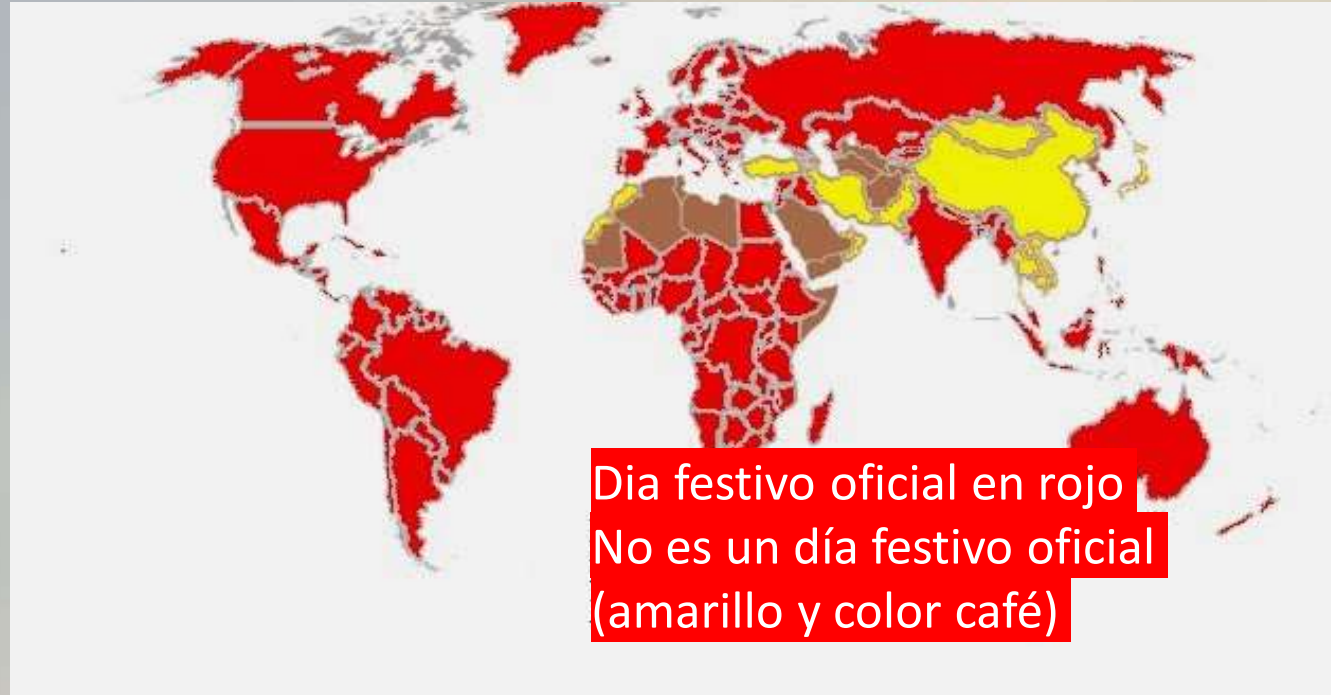 Dia festivo oficial en rojo
No es un día festivo oficial
(amarillo y color café)